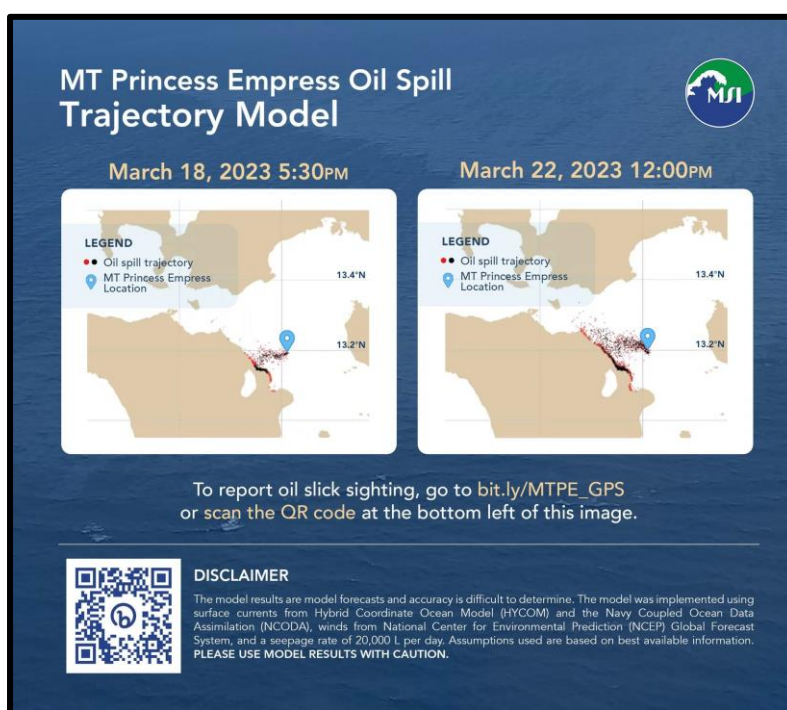 MT Princess Empress Oil Spill
Trajectory Model
MSI
March 18, 2023 5:30PM
LEGEND
Oil spill trajectory
MT Princess Empress
Location
13.4°N
13.2°N
March 22, 2023 12:00PM
LEGEND
Oil spill trajectory
MT Princess Empress
Location
13.4°N
13.2°N
To report oil slick sighting, go to bit.ly/MTPE_GPS
or scan the QR code at the bottom left of this image.
b
DISCLAIMER
The model results are model forecasts and accuracy is difficult to determine. The model was implemented using
surface currents from Hybrid Coordinate Ocean Model (HYCOM) and the Navy Coupled Ocean Data
Assimilation (NCODA), winds from National Center for Environmental Prediction (NCEP) Global Forecast
System, and a seepage rate of 20,000 L per day. Assumptions used are based on best available information.
PLEASE USE MODEL RESULTS WITH CAUTION.